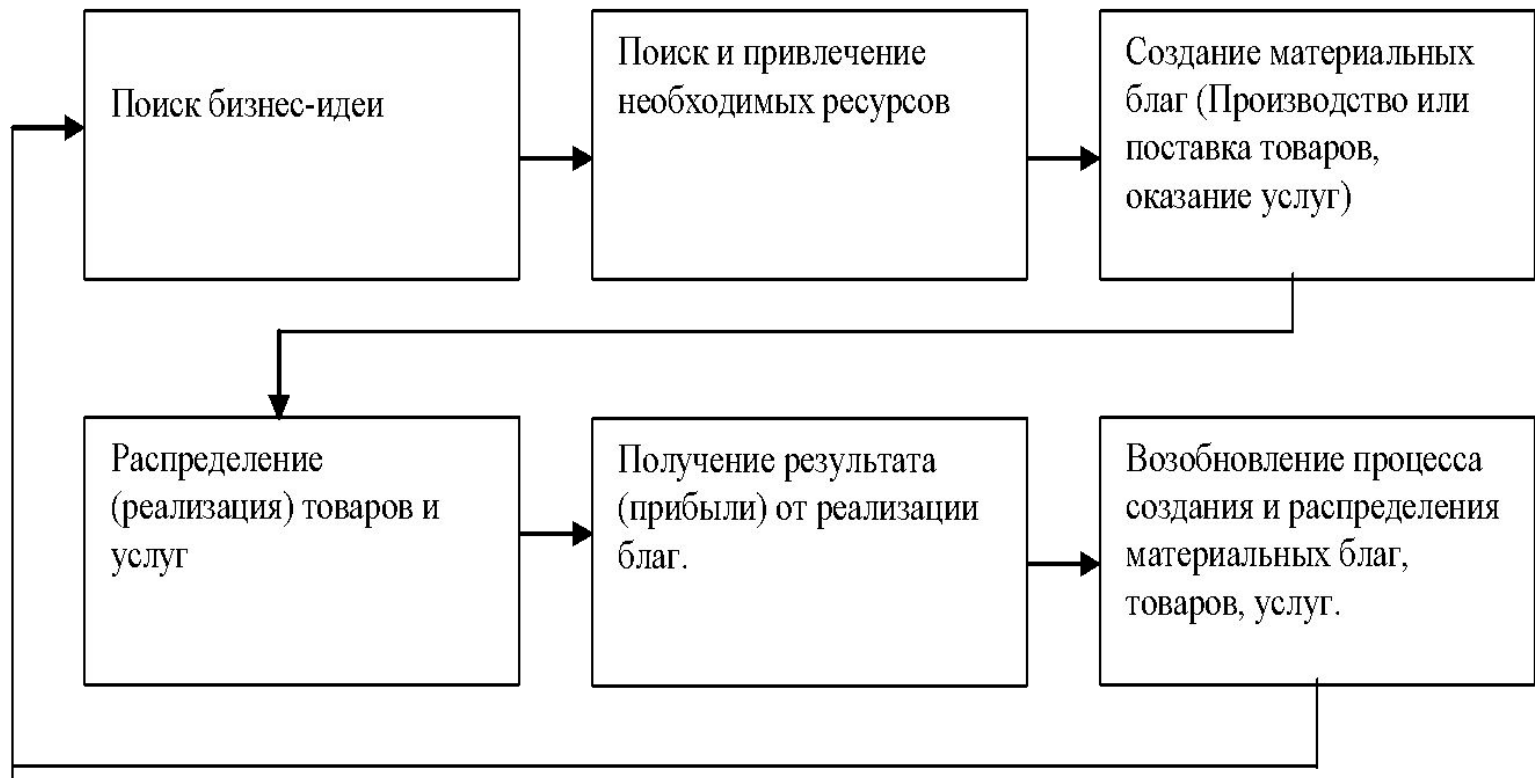 Поиск бизнес-идеи
Поиск и привлечение
необходимых ресурсов
Создание материальных
благ (Производство или
поставка товаров,
оказание услуг)
Распределение
(реализация) товаров и
услуг
Получение результата
(прибыли) от реализации
благ.
Возобновление процесса
создания и распределения
материальных благ,
товаров, услуг.